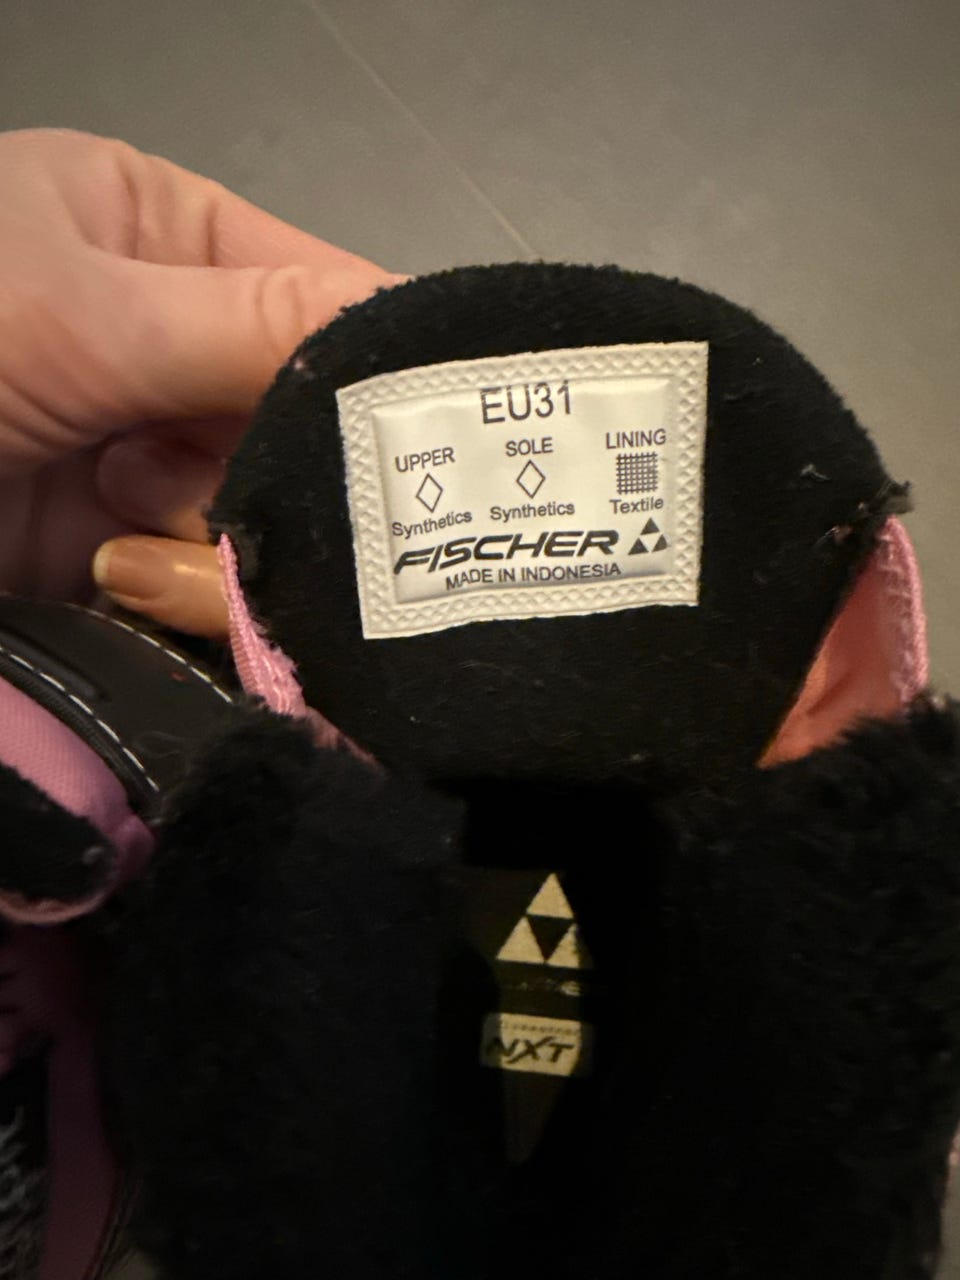 EU31
UPPER SOLE LINING
Synthetics Synthetics Textile
FISCHER
MADE IN INDONESIA
NXT